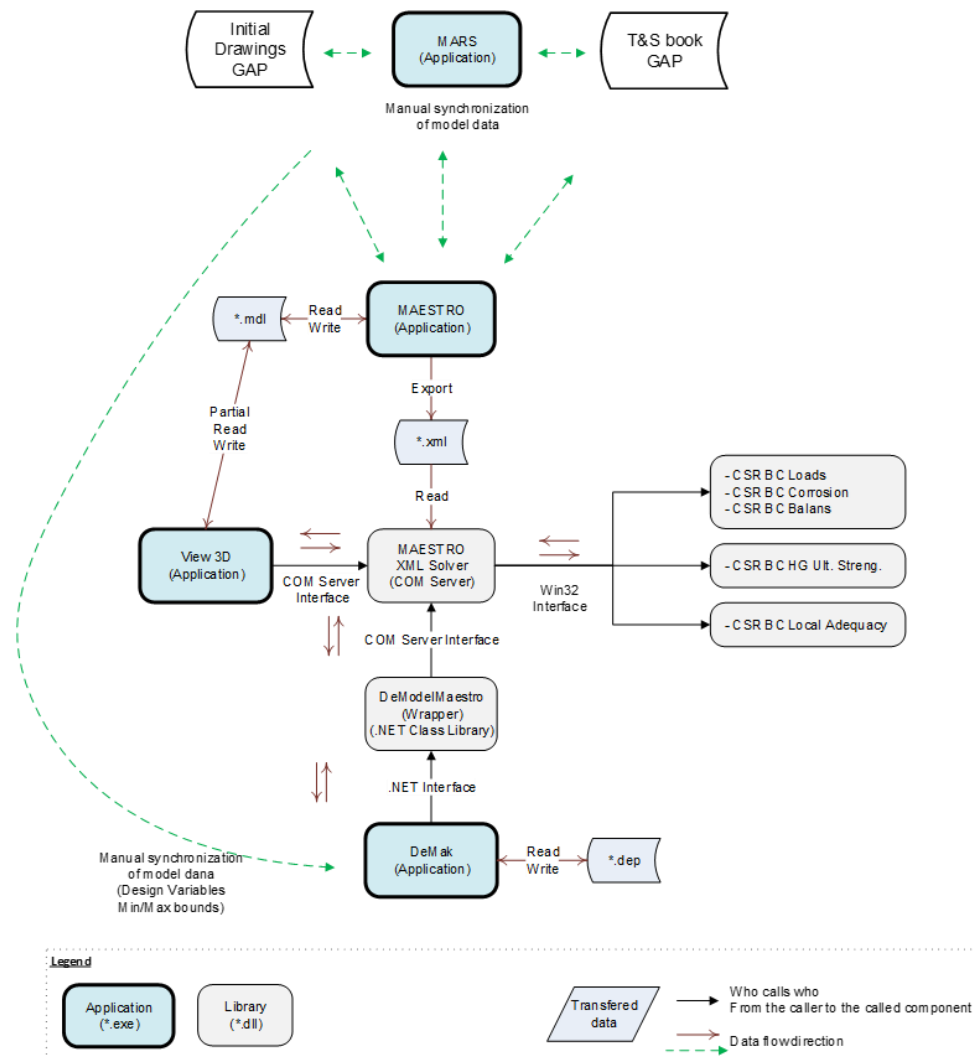 Initial
Drawings
GAP
MARS
(Application)
T&S book
GAP
Manual synchronization
of model data
*.mdl
Read
Write
MAESTRO
(Application)
Export
Partial
Read
Write
*.xml
Read
- CSR BC Loads
- CSR BC Corrosion
- CSR BC Balans
View 3D
(Application)
COM Server
Interface
MAESTRO
XML Solver
(COM Server)
Win32
Interface
- CSR BC HG Ult. Streng.
- CSR BC Local Adequacy
COM Server Interface
DeModelMaestro
(Wrapper)
(.NET Class Library)
.NET Interface
Manual synchronization
of model dana
(Design Variables
Min/Max bounds)
DeMak
(Application)
Read
Write
*.dep
Legend
Application
(*.exe)
Library
(*.dll)
Transfered
data
Who calls who
From the caller to the called component
Data flowdirection